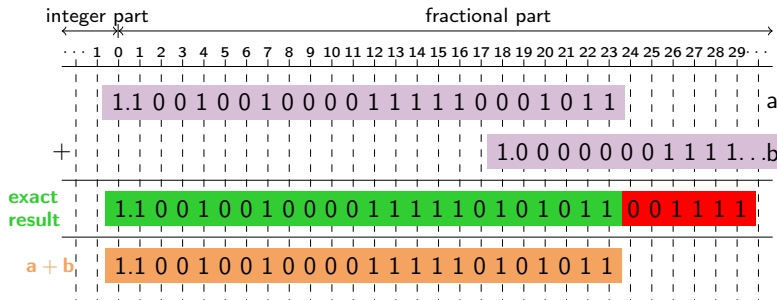 integer part fractional part
· · · 1 0 1 2 3 4 5 6 7 8 9 10 11 12 13 14 15 16 17 18 19 20 21 22 23 24 25 26 27 28 29 · · ·
1.1 0 0 1 0 0 1 0 0 0 0 1 1 1 1 1 0 0 0 1 0 1 1 a
+ 1.0 0 0 0 0 0 0 1 1 1 1... b
exact
result 1.1 0 0 1 0 0 1 0 0 0 0 1 1 1 1 1 0 1 0 1 0 1 1 0 0 1 1 1 1
a + b 1.1 0 0 1 0 0 1 0 0 0 0 1 1 1 1 1 0 1 0 1 0 1 1